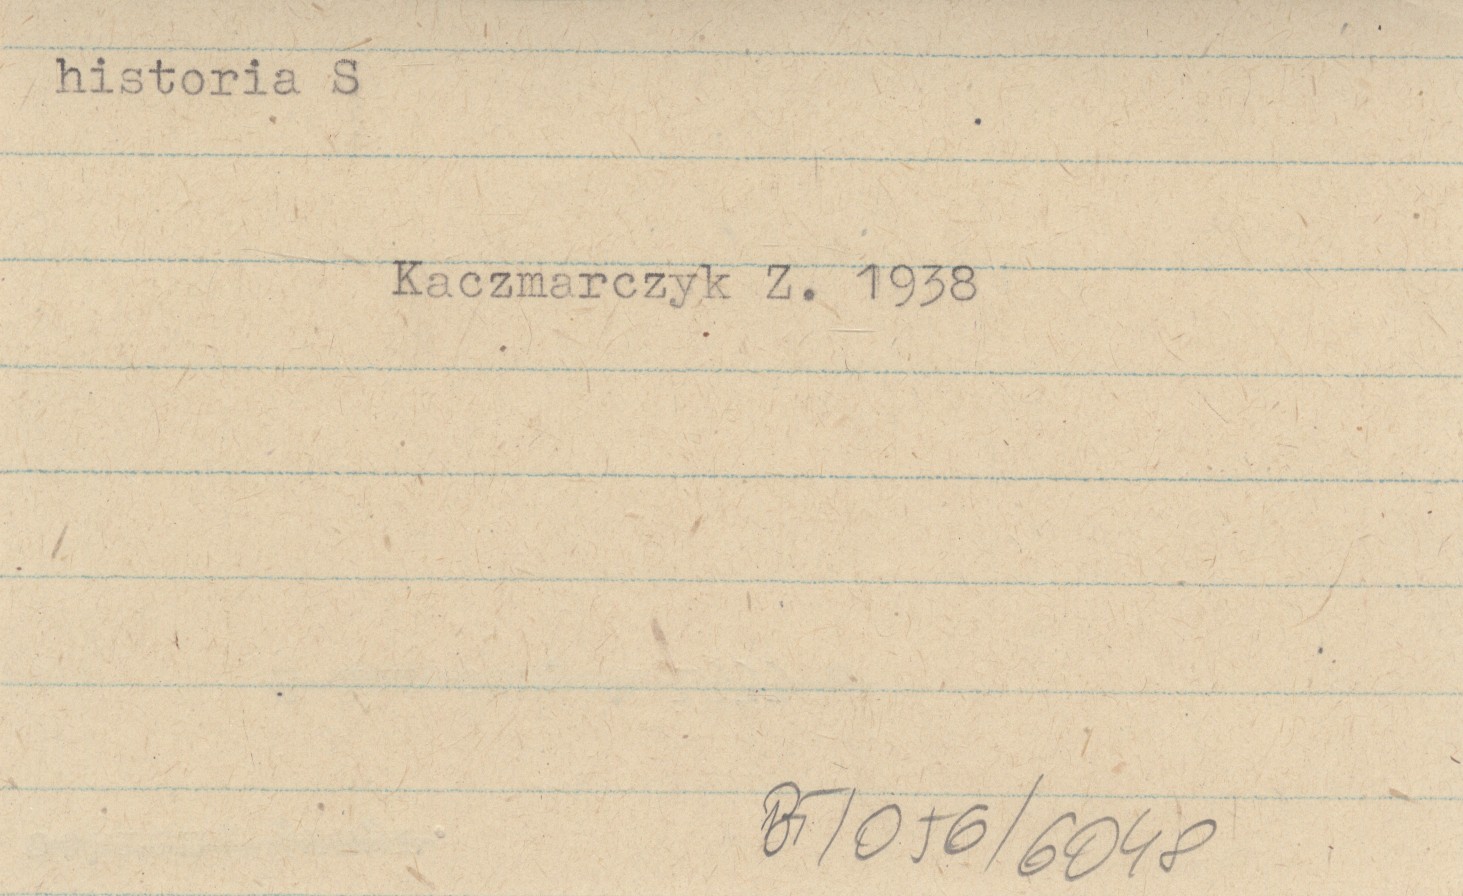 historia S
Kaczmarczyk Z. 1938
BT/056/6048